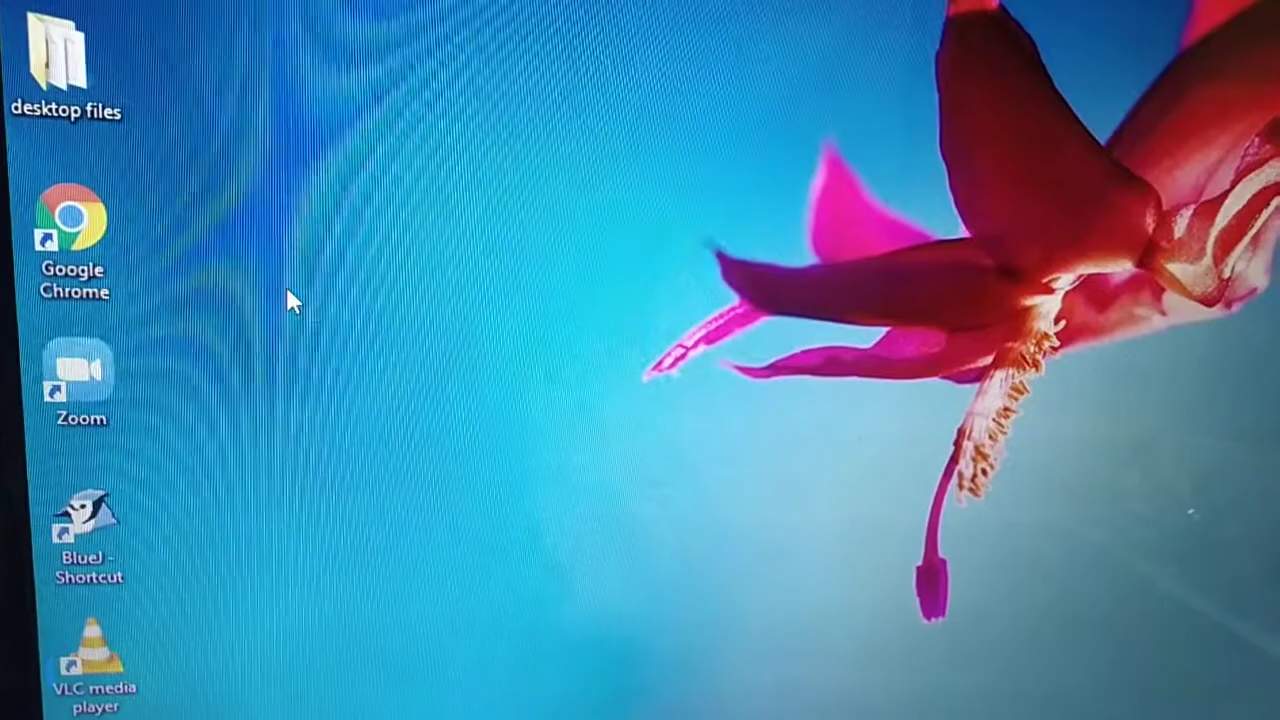 desktop files
Google
Chrome
Zoom
BlueJ -
Shortcut
VLC media
player